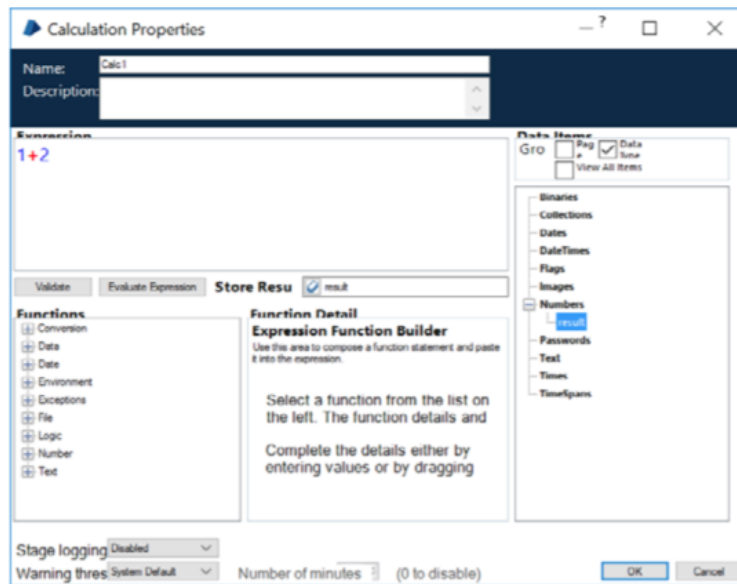 Calculation Properties
?
Name: Calc1
Description:
Expression
Data Items
1+2
Gro Pag e Data Type
View All Items
Binaries
Collections
Dates
DateTimes
Flags
Images
Numbers
result
Passwords
Text
Times
TimeSpans
Validate Evaluate Expression Store Resu result
Functions
Conversion
Data
Date
Environment
Exceptions
File
Logic
Number
Text
Function Detail
Expression Function Builder
Use this area to compose a function statement and paste
it into the expression.
Select a function from the list on
the left. The function details and
Complete the details either by
entering values or by dragging
Stage logging Disabled
Warning thres System Default Number of minutes (0 to disable)
OK Cancel